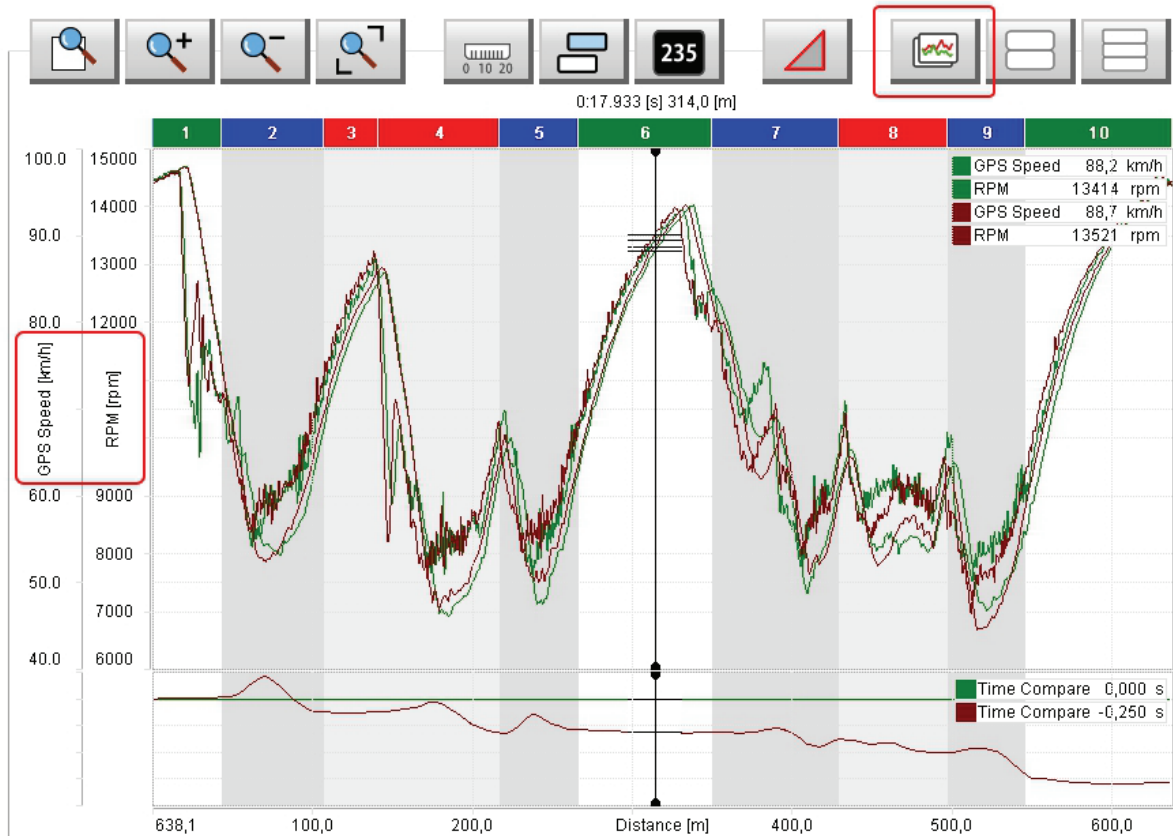 0 10 20
235
0:17.933 [s] 314,0 [m]
1 2 3 4 5 6 7 8 9 10
100.0 15000
GPS Speed 88,2 km/h
RPM 13414 rpm
14000
GPS Speed 88,7 km/h
90.0
RPM 13521 rpm
13000
80.0 12000
GPS Speed [km/h]
RPM [rpm]
60.0 9000
8000
50.0
7000
40.0 6000
Time Compare 0,000 s
Time Compare -0,250 s
638,1 100,0 200,0 Distance [m] 400,0 500,0 600,0